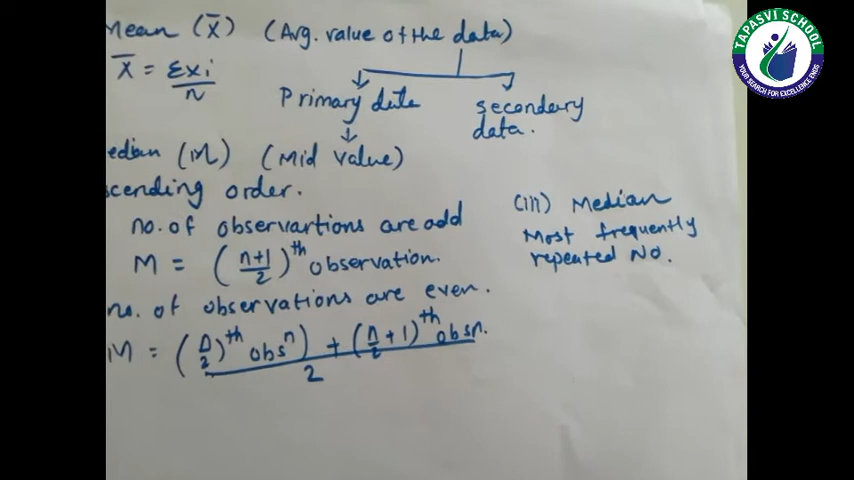 Mean (X̄) (Avg. value of the data)
X̄ = Σxi
n
Primary data
secondary
data.
edian (M) (Mid value)
scending order.
no. of observartions are odd
M = (n+1/2)th observation.
no. of observations are even.
M = (n/2)th obsn) + (n/2 + 1)th obsn.
2
(III) Median
Most frequently
repeated No.
TAPASVI SCHOOL
YOUR SEARCH FOR EXCELLENCE ENDS